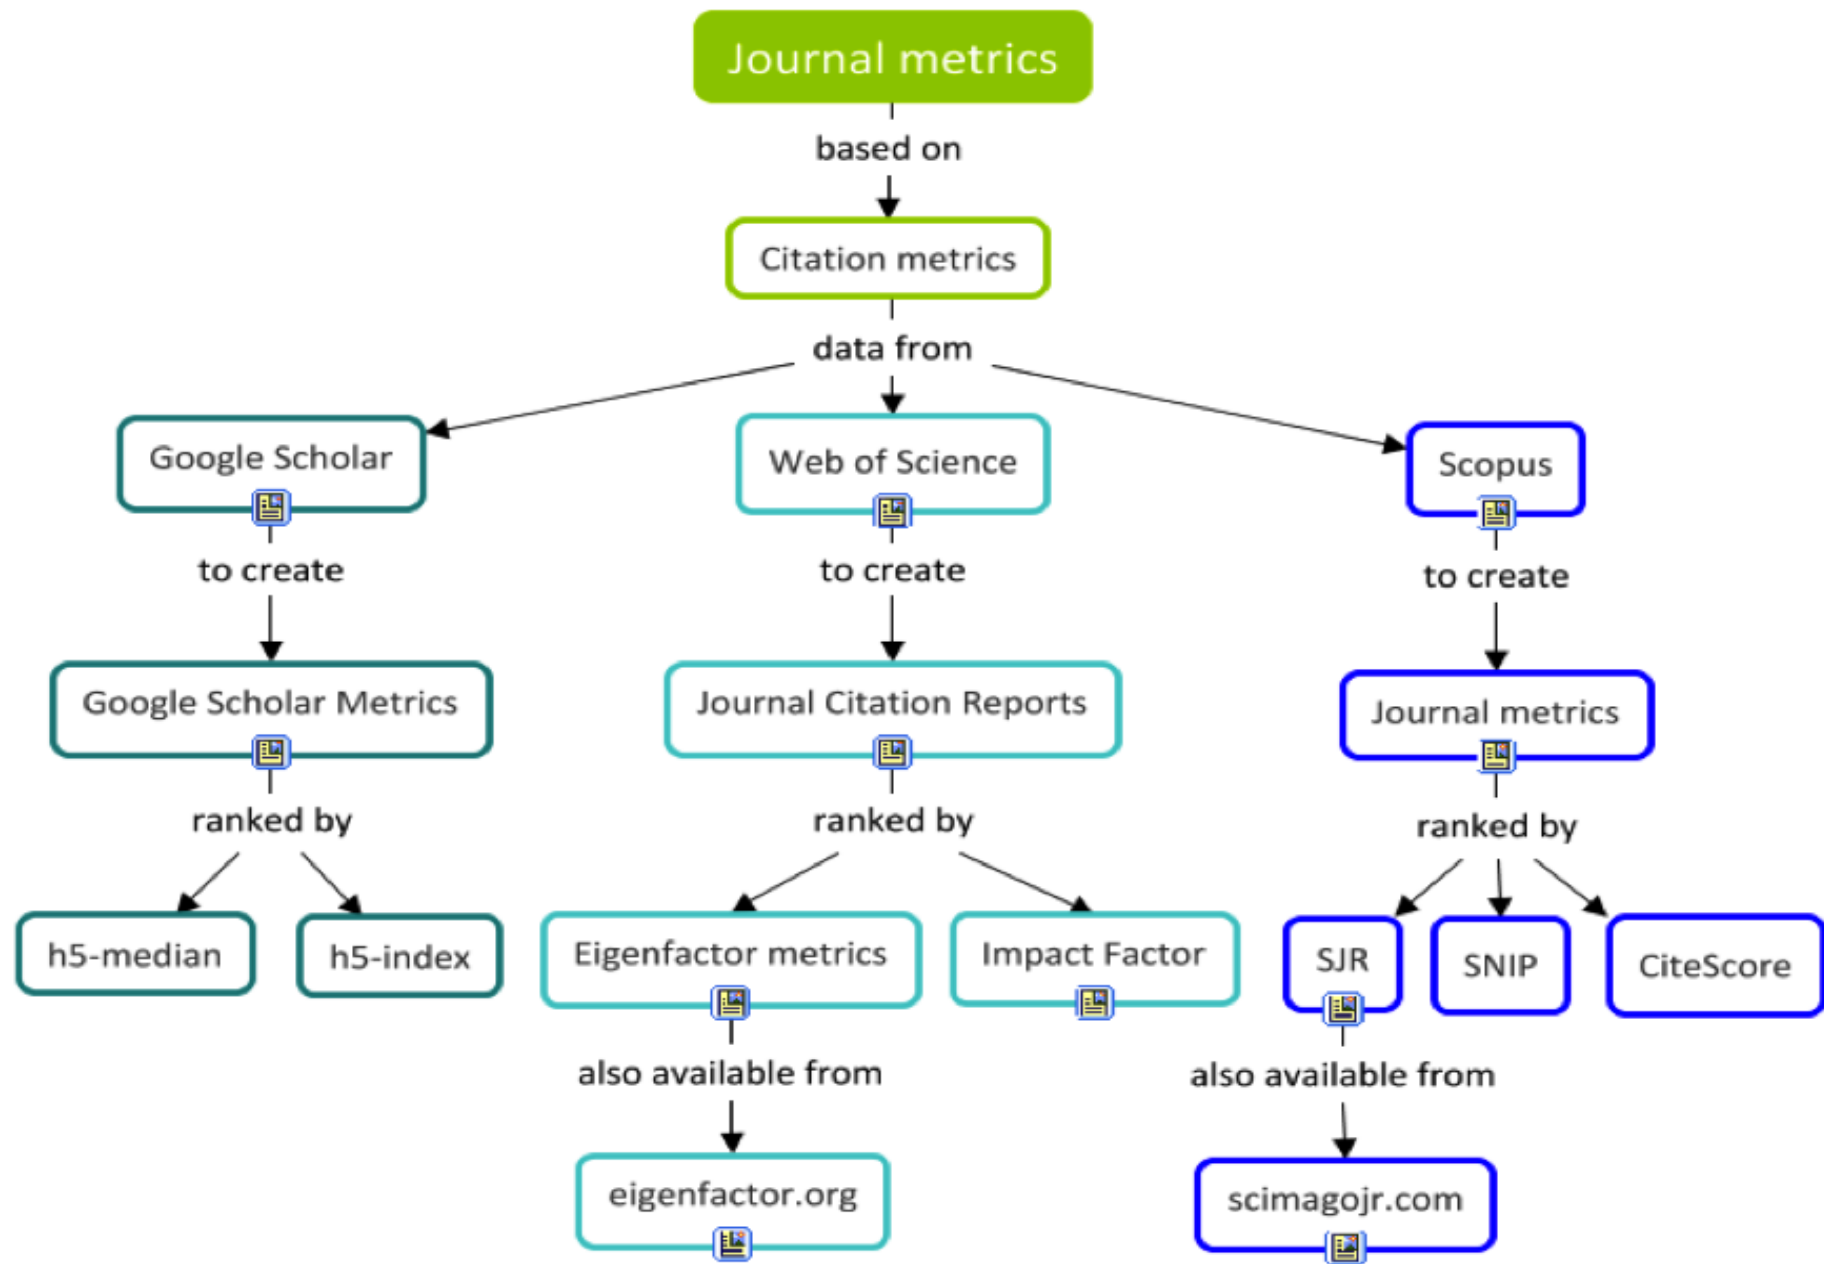 Journal metrics
based on
Citation metrics
data from
Google Scholar
Web of Science
Scopus
to create
to create
to create
Google Scholar Metrics
Journal Citation Reports
Journal metrics
ranked by
ranked by
ranked by
h5-median
h5-index
Eigenfactor metrics
Impact Factor
SJR
SNIP
CiteScore
also available from
also available from
eigenfactor.org
scimagojr.com